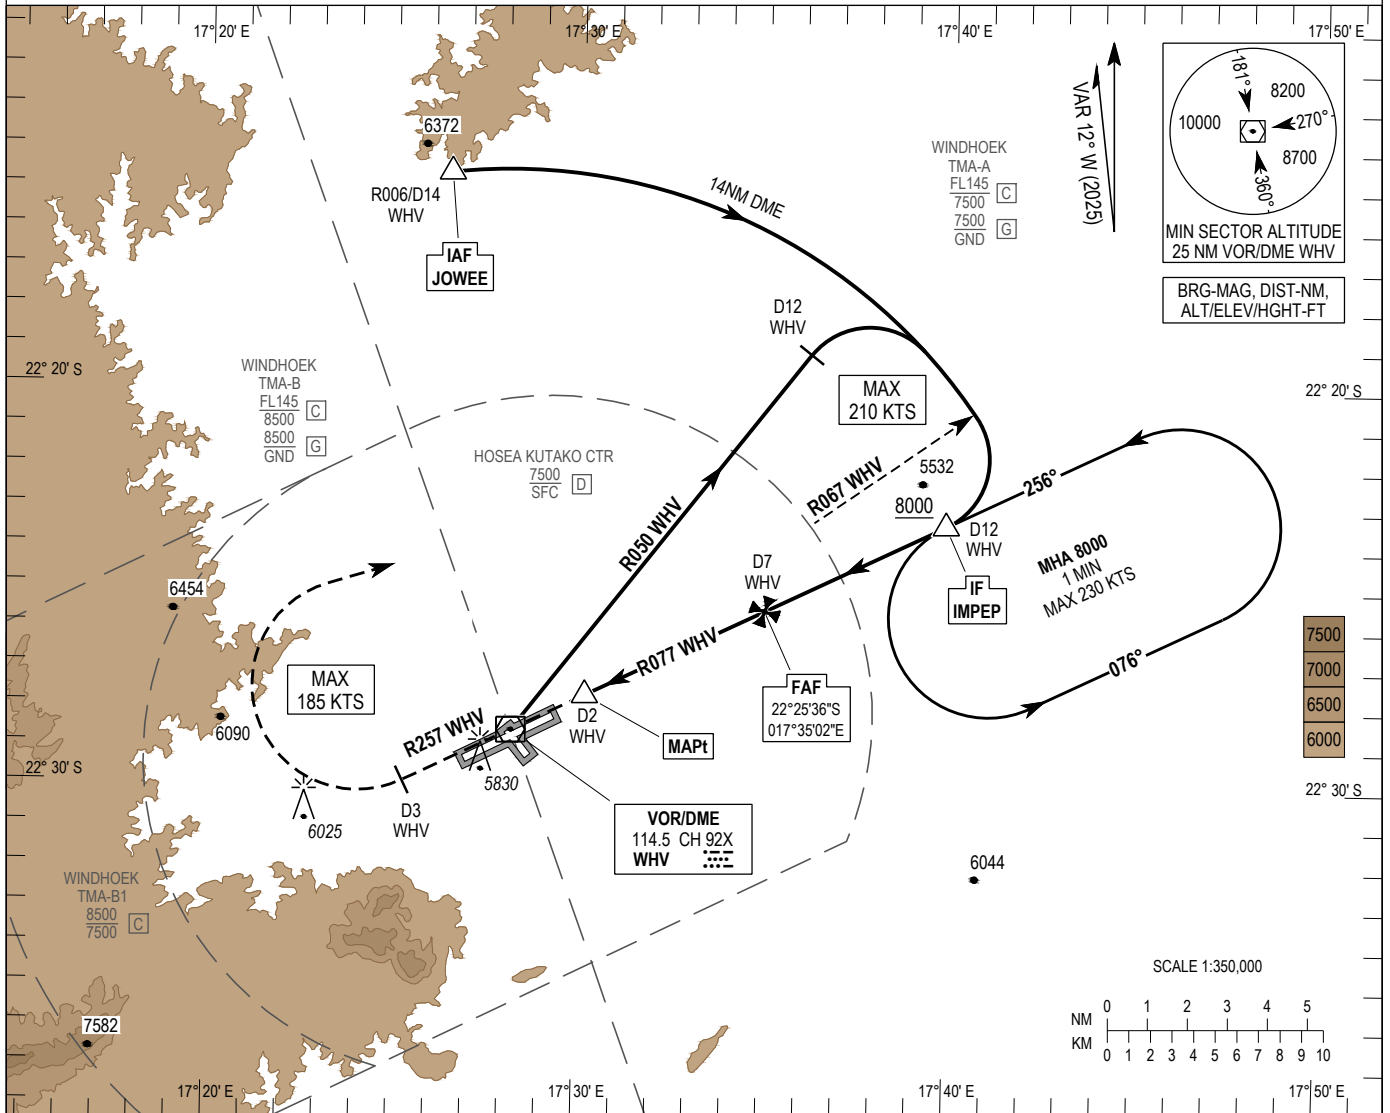 17° 20' E
17° 30' E
17° 40' E
17° 50' E
6372
R006/D14
WHV
IAF
JOWEE
14NM DME
WINDHOEK
TMA-A
FL145
7500
C
7500
GND
G
VAR 12° W (2025)
181°
8200
10000
270°
8700
360°
MIN SECTOR ALTITUDE
25 NM VOR/DME WHV
BRG-MAG, DIST-NM,
ALT/ELEV/HGHT-FT
D12
WHV
22° 20' S
22° 20' S
WINDHOEK
TMA-B
FL145
8500
C
8500
GND
G
MAX
210 KTS
HOSEA KUTAKO CTR
7500
SFC
D
R050 WHV
R067 WHV
5532
8000
D12
WHV
256°
MHA 8000
1 MIN
MAX 230 KTS
076°
IF
IMPEP
D7
WHV
6454
R077 WHV
FAF
22°25'36"S
017°35'02"E
7500
7000
6500
6000
MAX
185 KTS
6090
R257 WHV
D2
WHV
MAPt
5830
22° 30' S
22° 30' S
D3
WHV
6025
VOR/DME
114.5 CH 92X
WHV
6044
WINDHOEK
TMA-B1
8500
7500
C
7582
SCALE 1:350,000
NM
0 1 2 3 4 5
KM
0 1 2 3 4 5 6 7 8 9 10
17° 20' E
17° 30' E
17° 40' E
17° 50' E